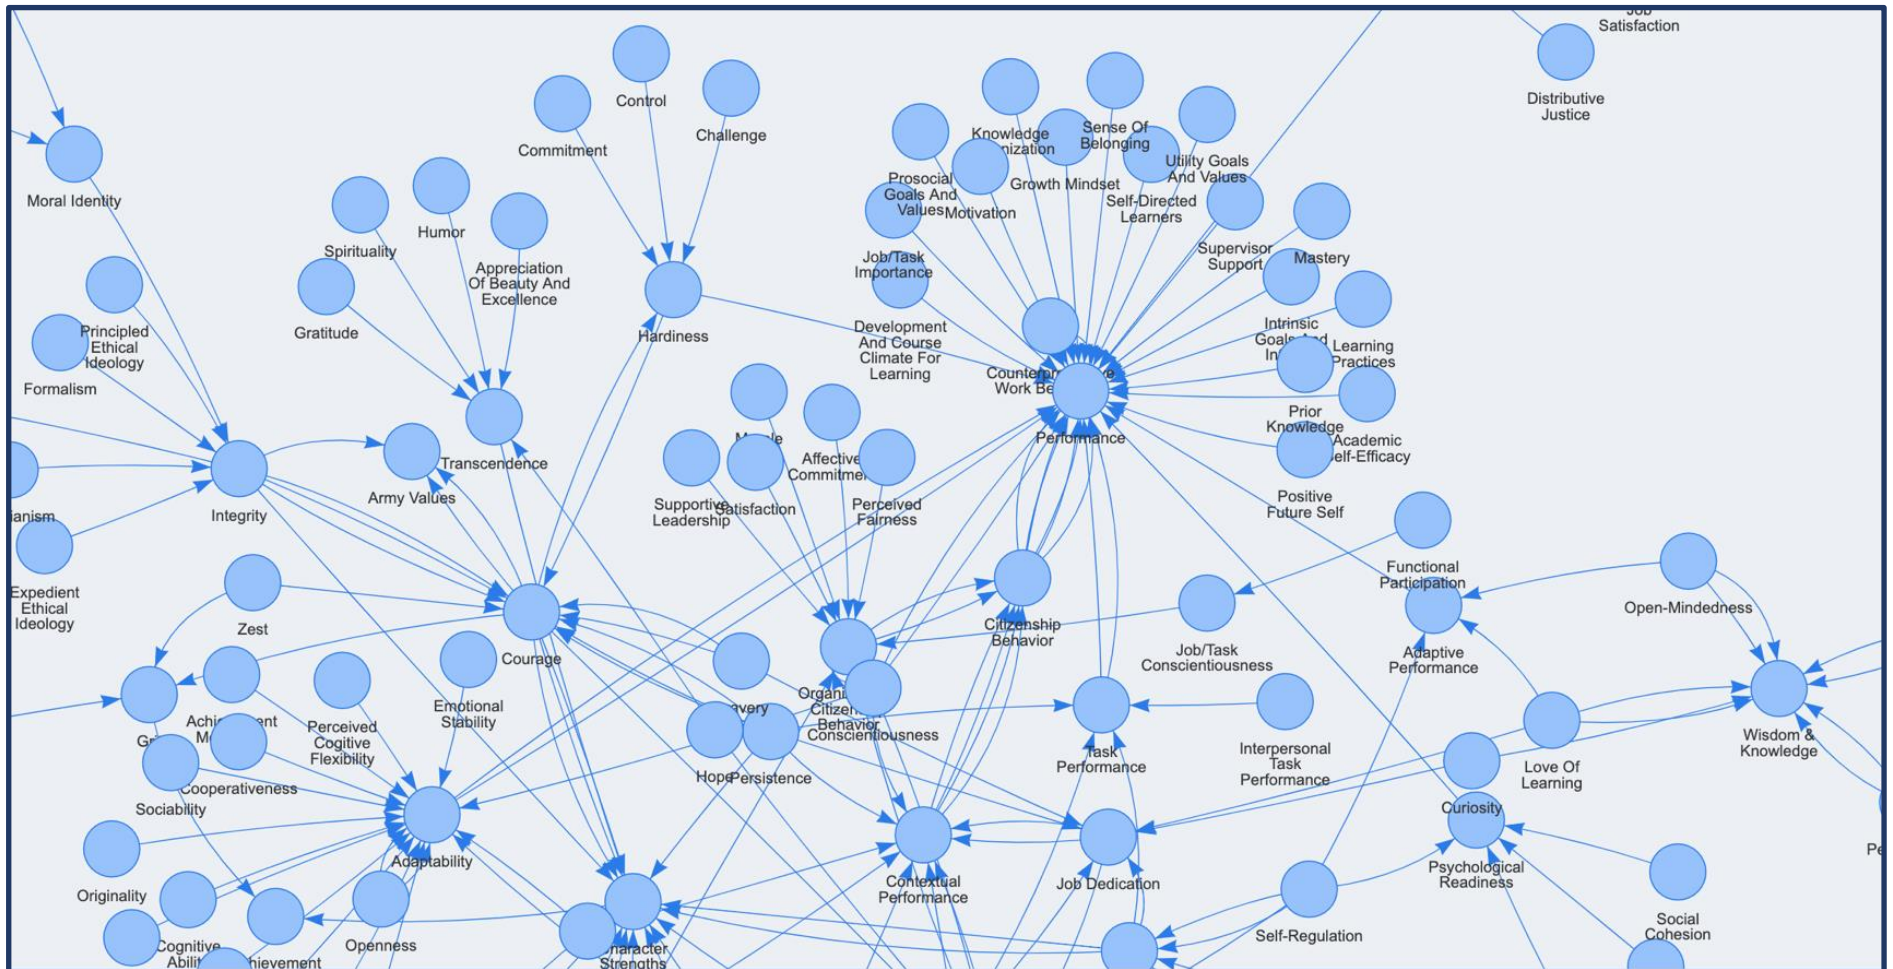 Job
Satisfaction
Distributive
Justice
Control
Challenge
Commitment
Knowledge
Sense Of
Belonging
Utility Goals
And Values
Growth Mindset
Prosocial
Goals And
Values
Motivation
Self-Directed
Learners
Moral Identity
Spirituality
Humor
Appreciation
Of Beauty And
Excellence
Job/Task
Importance
Supervisor
Support
Mastery
Gratitude
Hardiness
Principled
Ethical
Ideology
Formalism
Development
And Course
Climate For
Learning
Intrinsic
Learning
Practices
Work
Performance
Prior
Knowledge
Academic
Positive
Future Self
Transcendence
Army Values
Integrity
Affective
Supportive
Leadership
Satisfaction
Perceived
Fairness
Expedient
Ethical
Ideology
Zest
Courage
Citizenship
Behavior
Functional
Participation
Open-Mindedness
Job/Task
Conscientiousness
Adaptive
Performance
Emotional
Stability
Perceived
Cogitive
Flexibility
Behavior
Conscientiousness
Hope
Persistence
Task
Performance
Interpersonal
Task
Performance
Love Of
Learning
Wisdom &
Knowledge
Cooperativeness
Sociability
Curiosity
Adaptability
Psychological
Readiness
Originality
Contextual
Performance
Job Dedication
Self-Regulation
Social
Cohesion
Openness
Cognitive
Strengths